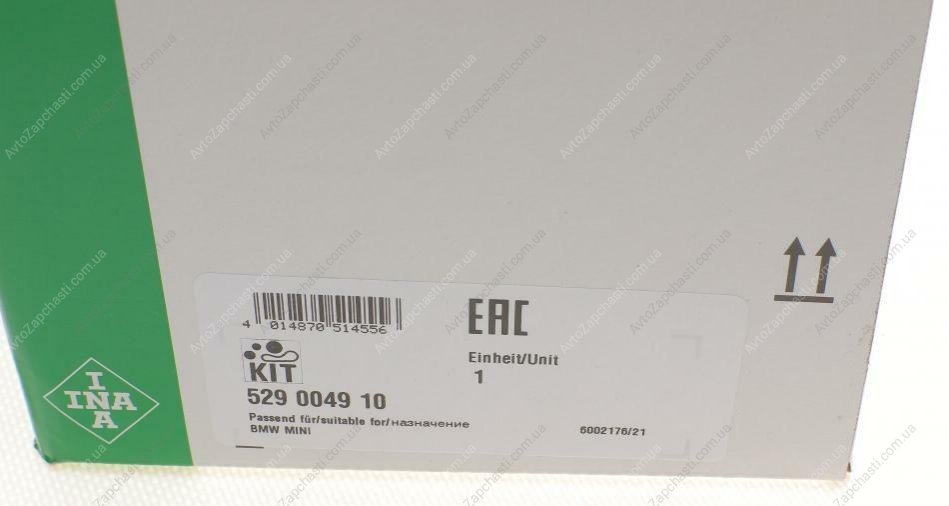 4 014870 514556
EAC
Einheit/Unit
1
KIT
529 0049 10
Passend für/suitable for/назначение
BMW MINI
6002176/21
INA
INA
AvtoZapchasti.com.ua